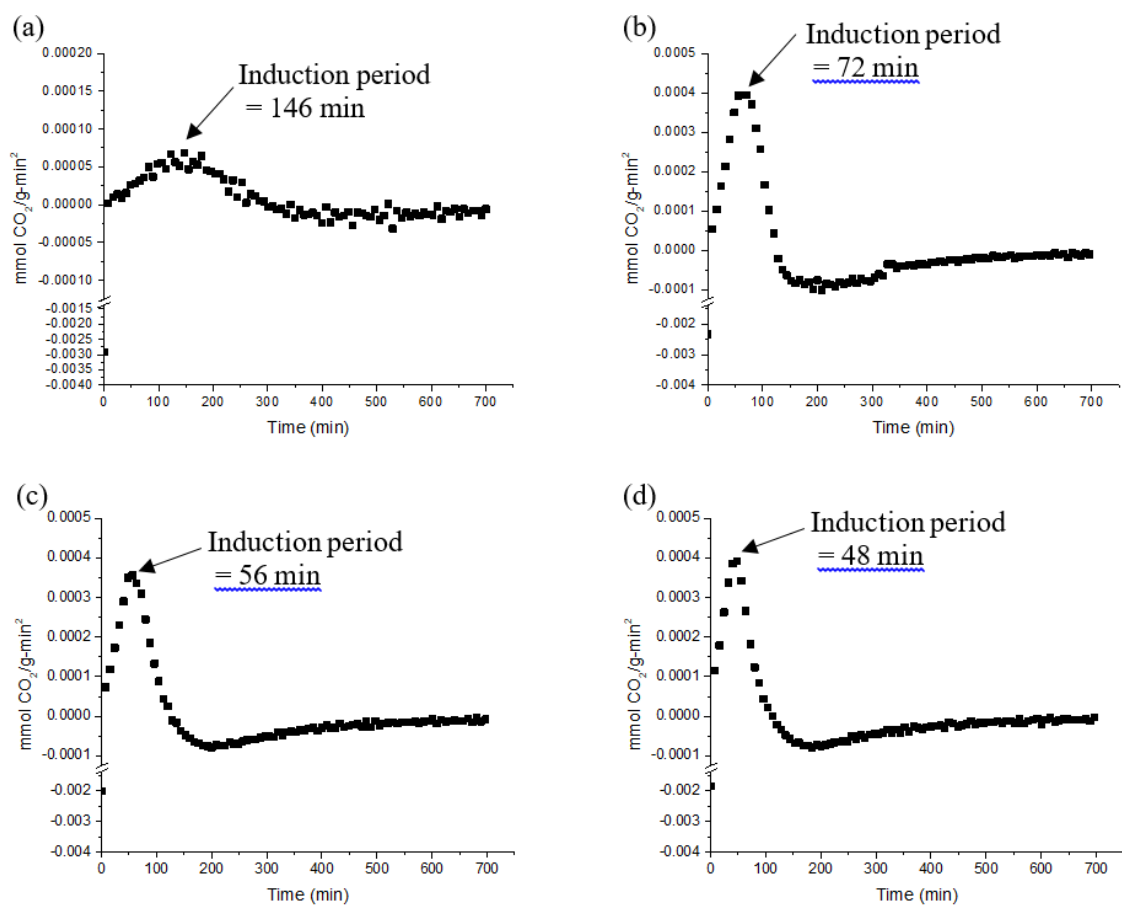 (a)
Induction period
= 146 min
0.00020
0.00015
0.00010
0.00005
0.00000
-0.00005
-0.00010
-0.0015
-0.0020
-0.0025
-0.0030
-0.0035
-0.0040
mmol CO₂/g-min²
0 100 200 300 400 500 600 700
Time (min)
(b)
Induction period
= 72 min
0.0005
0.0004
0.0003
0.0002
0.0001
0.0000
-0.0001
-0.002
-0.003
-0.004
mmol CO₂/g-min²
0 100 200 300 400 500 600 700
Time (min)
(c)
Induction period
= 56 min
0.0005
0.0004
0.0003
0.0002
0.0001
0.0000
-0.0001
-0.002
-0.003
-0.004
mmol CO₂/g-min²
0 100 200 300 400 500 600 700
Time (min)
(d)
Induction period
= 48 min
0.0005
0.0004
0.0003
0.0002
0.0001
0.0000
-0.0001
-0.002
-0.003
-0.004
mmol CO₂/g-min²
0 100 200 300 400 500 600 700
Time (min)